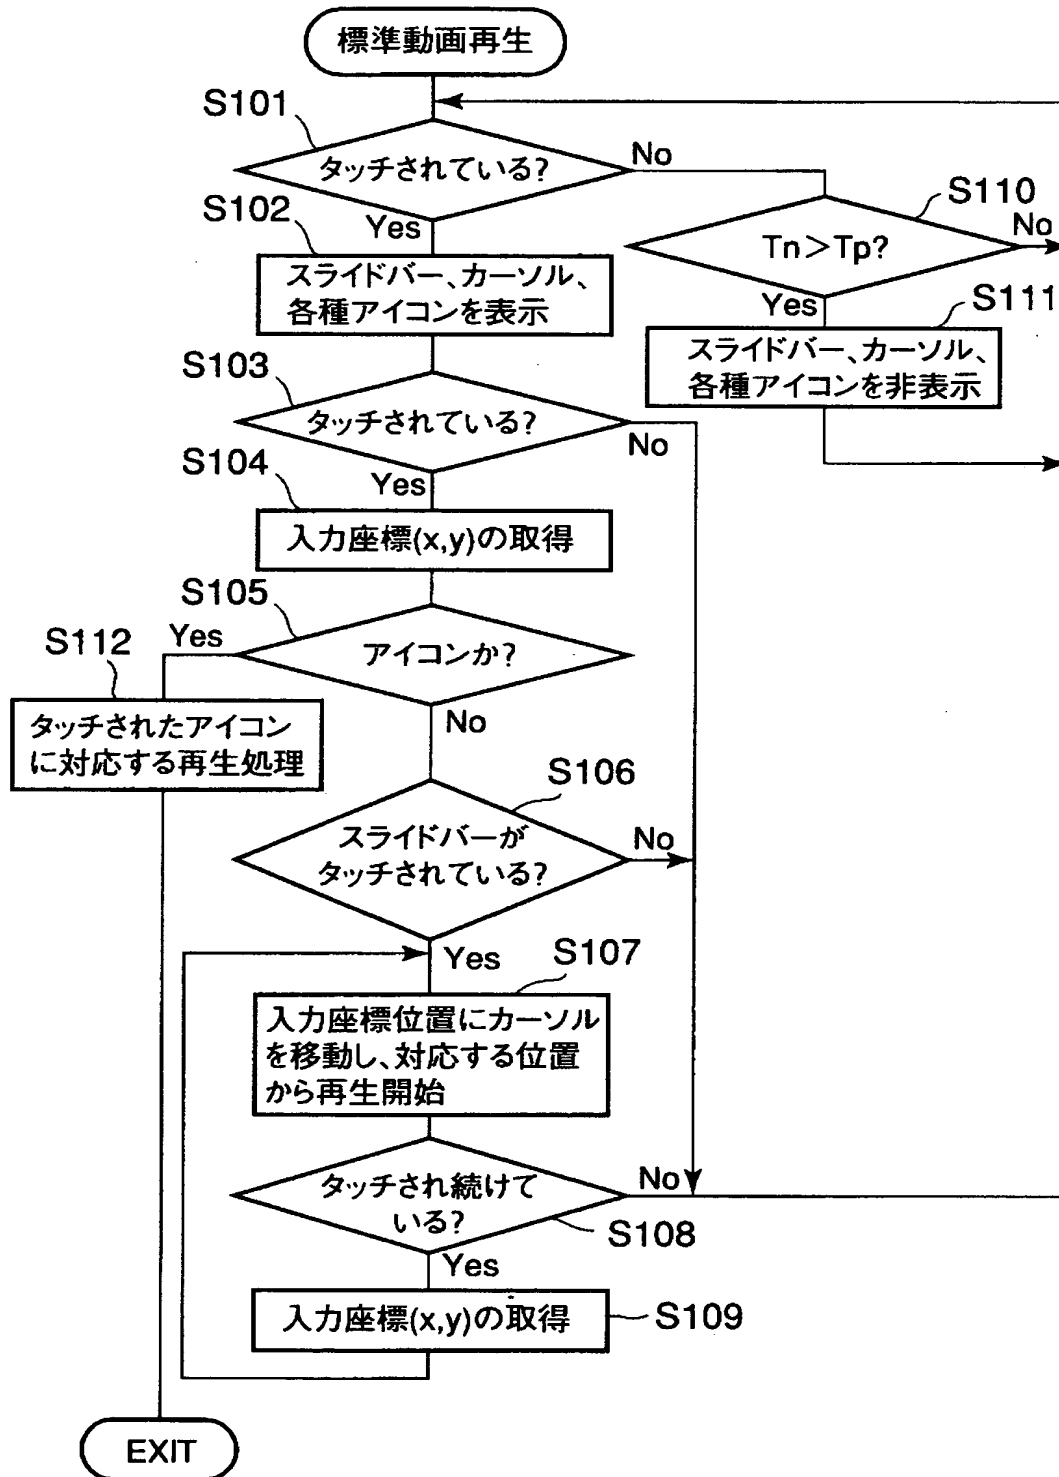 標準動画再生
S101
タッチされている?
No
S102
Yes
S110
Tn>Tp?
No
スライドバー、カーソル、
各種アイコンを表示
Yes
S111
スライドバー、カーソル、
各種アイコンを非表示
S103
タッチされている?
No
S104
Yes
入力座標(x,y)の取得
S105
アイコンか?
Yes
S112
No
タッチされたアイコン
に対応する再生処理
S106
スライドバーが
タッチされている?
No
Yes
S107
入力座標位置にカーソル
を移動し、対応する位置
から再生開始
タッチされ続けて
いる?
No
S108
Yes
入力座標(x,y)の取得
S109
EXIT